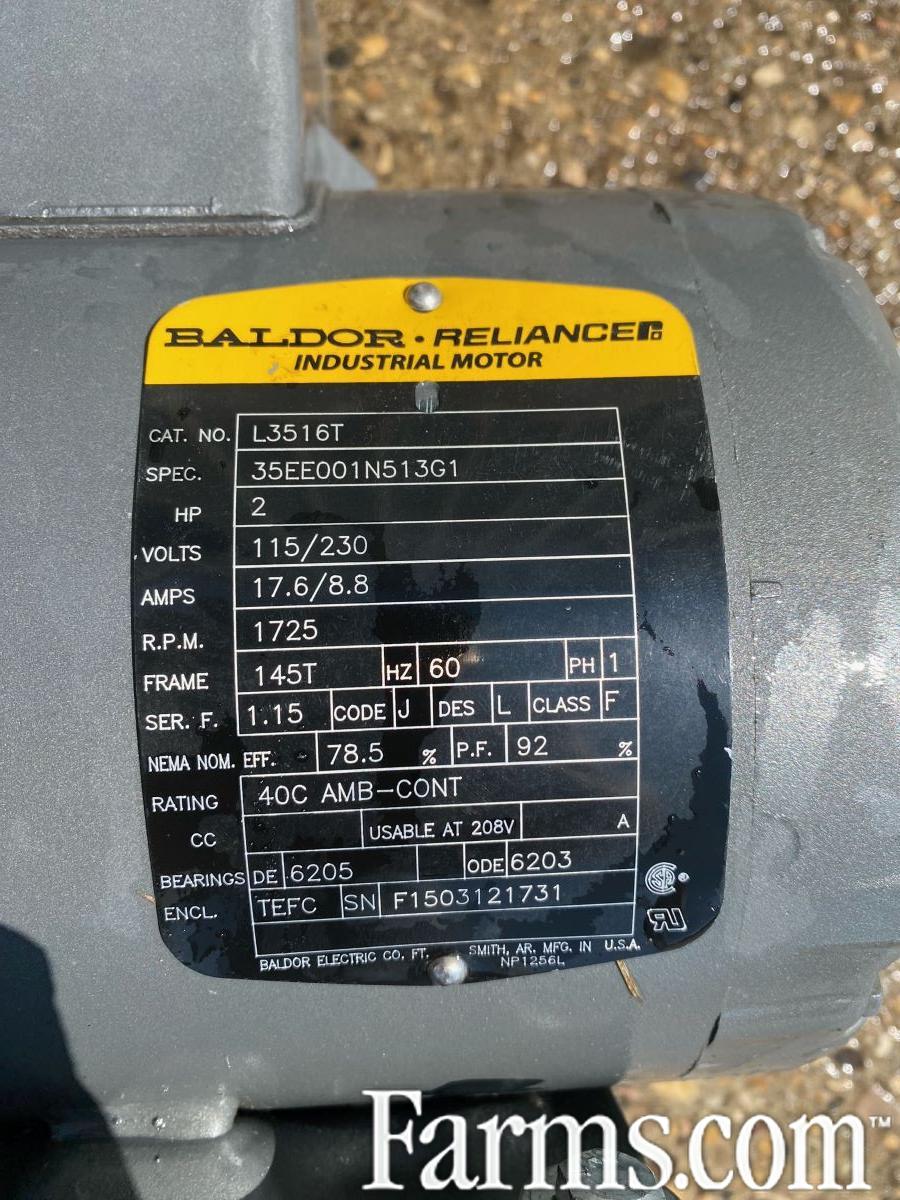 BALDOR • RELIANCE
INDUSTRIAL MOTOR
CAT. NO. L3516T
SPEC. 35EE001N513G1
HP 2
VOLTS 115/230
AMPS 17.6/8.8
R.P.M. 1725
FRAME 145T HZ 60 PH 1
SER. F. 1.15 CODE J DES L CLASS F
NEMA NOM. EFF. 78.5 % P.F. 92 %
RATING 40C AMB-CONT
CC USABLE AT 208V A
BEARINGS DE 6205 ODE 6203
ENCL. TEFC SN F1503121731
BALDOR ELECTRIC CO. FT. SMITH, AR. MFG. IN U.S.A.
NP1256L
Farms.com™